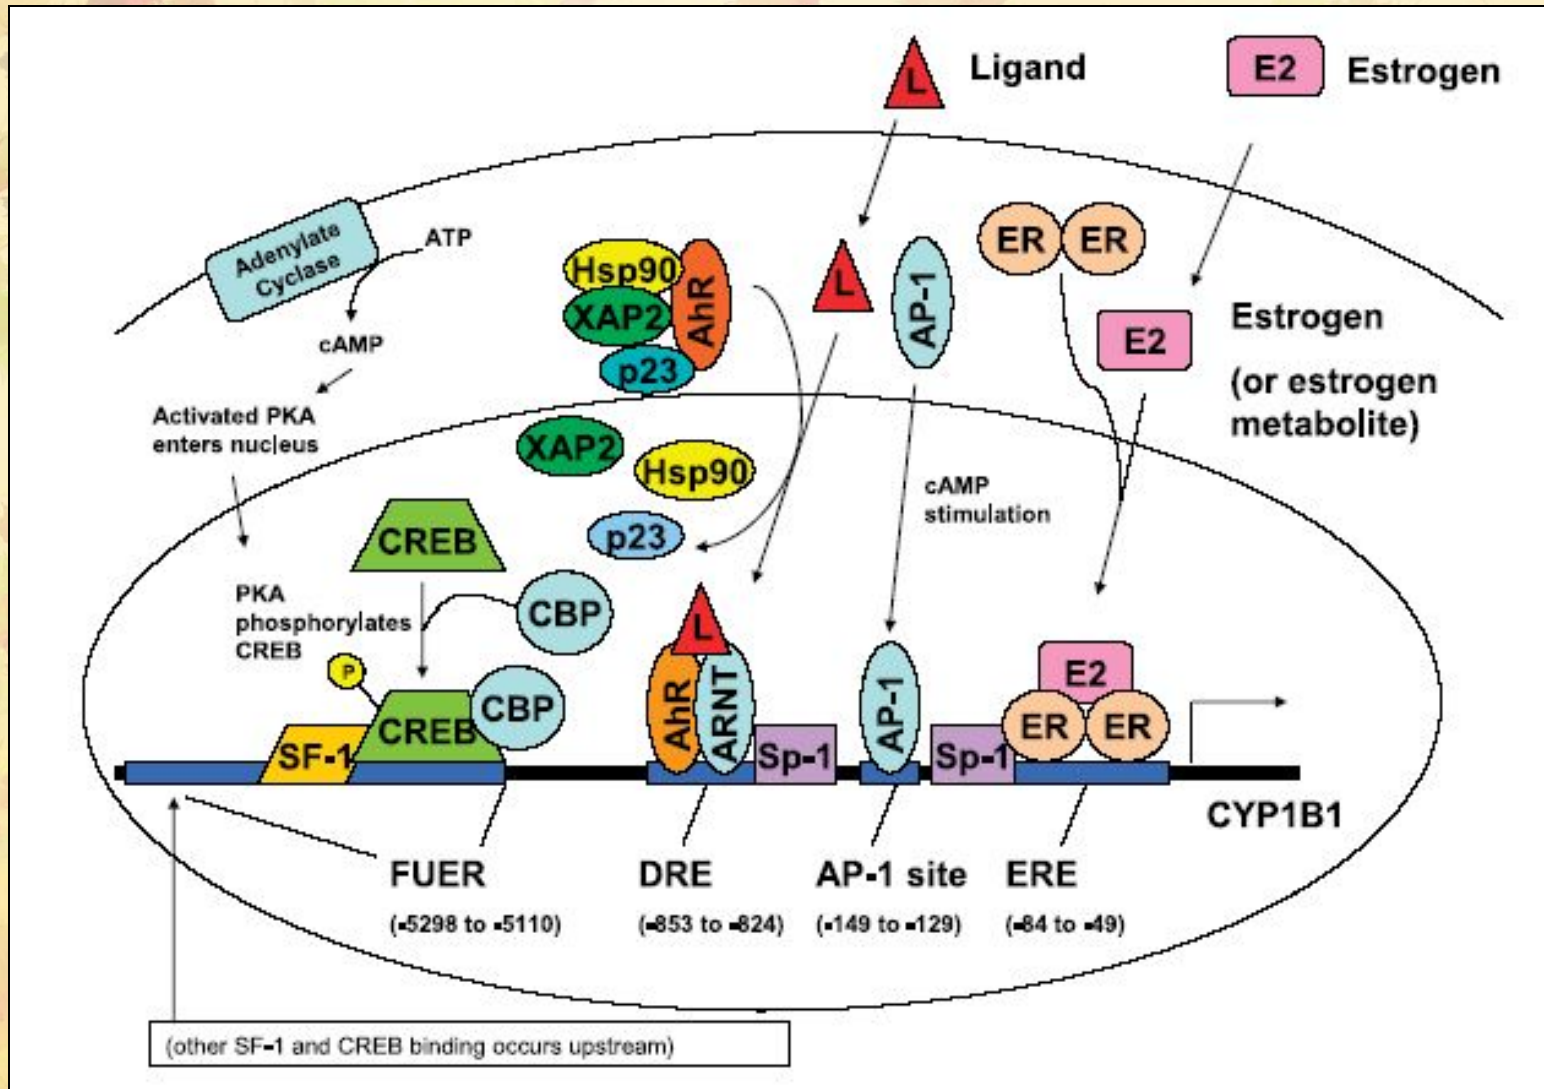 L
Ligand
E2
Estrogen
Adenylate
Cyclase
ATP
cAMP
Activated PKA
enters nucleus
Hsp90
XAP2
AhR
p23
L
AP-1
ER
ER
E2
Estrogen
(or estrogen
metabolite)
XAP2
Hsp90
p23
cAMP
stimulation
CREB
PKA
phosphorylates
CREB
CBP
P
SF-1
CREB
CBP
L
AhR
ARNT
Sp-1
AP-1
Sp-1
E2
ER
ER
CYP1B1
FUER
(-5298 to -5110)
DRE
(-853 to -824)
AP-1 site
(-149 to -129)
ERE
(-84 to -49)
(other SF-1 and CREB binding occurs upstream)